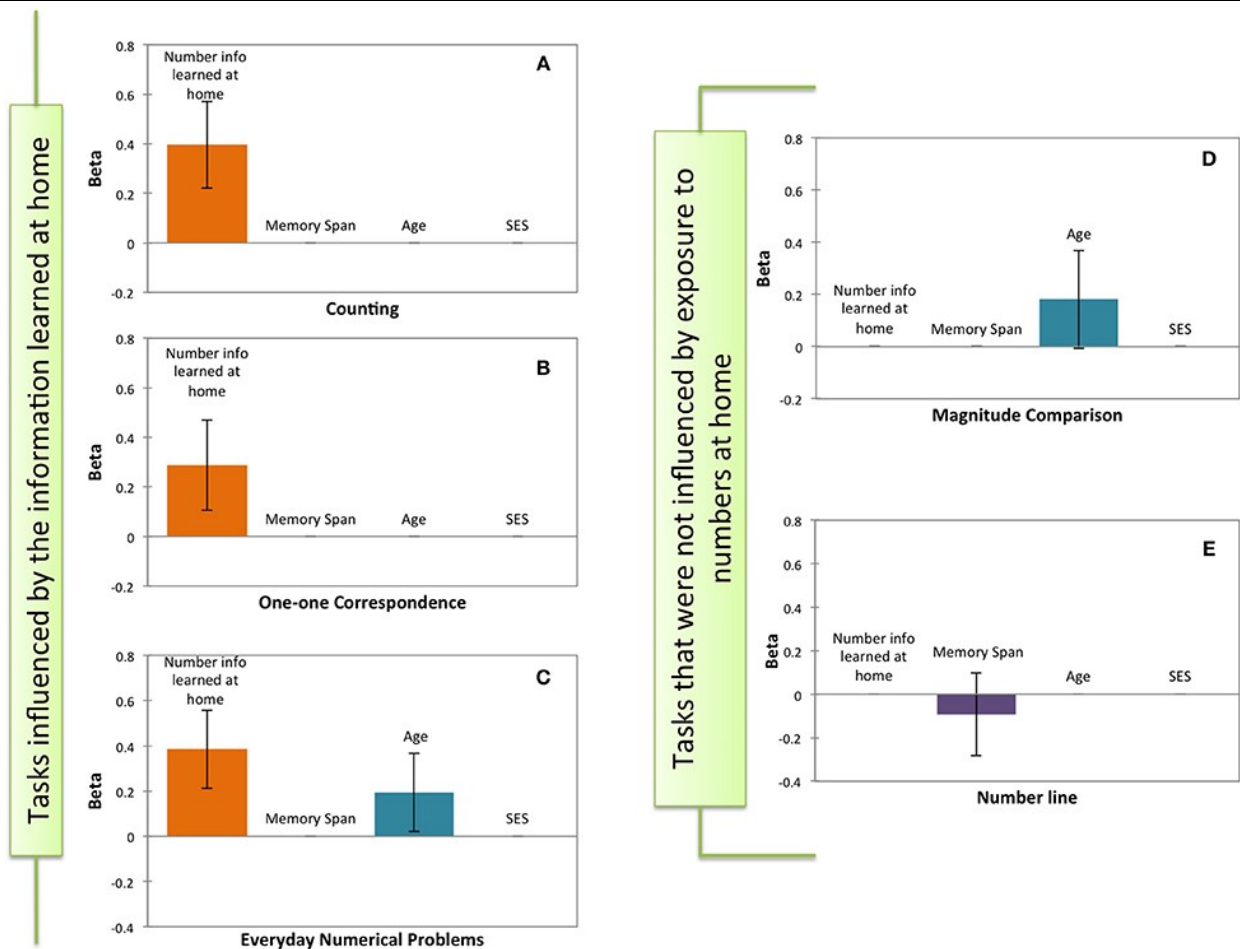 Tasks influenced by the information learned at home
0.8
0.6
0.4
0.2
0
-0.2
Beta
Number info
learned at
home
Memory Span
Age
SES
A
Counting
0.8
0.6
0.4
0.2
0
-0.2
Beta
Number info
learned at
home
Memory Span
Age
SES
B
One-one Correspondence
0.8
0.6
0.4
0.2
0
-0.2
-0.4
Beta
Number info
learned at
home
Memory Span
Age
SES
C
Everyday Numerical Problems
Tasks that were not influenced by exposure to
numbers at home
0.8
0.6
0.4
0.2
0
-0.2
Beta
Number info
learned at
home
Memory Span
Age
SES
D
Magnitude Comparison
0.8
0.6
0.4
0.2
0
-0.2
-0.4
Beta
Number info
learned at
home
Memory Span
Age
SES
E
Number line